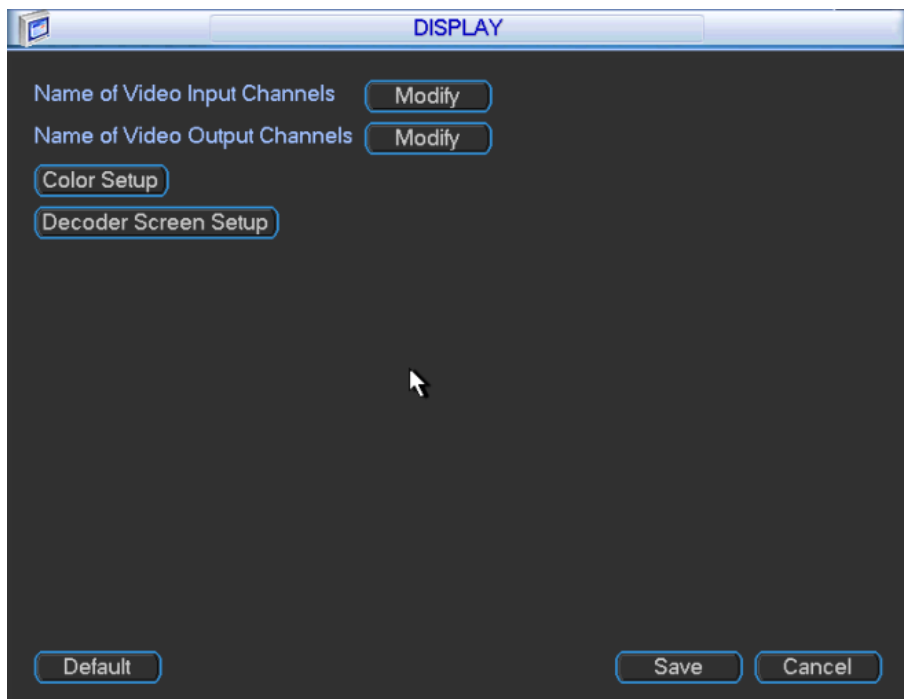 DISPLAY
Name of Video Input Channels Modify
Name of Video Output Channels Modify
Color Setup
Decoder Screen Setup
Default Save Cancel